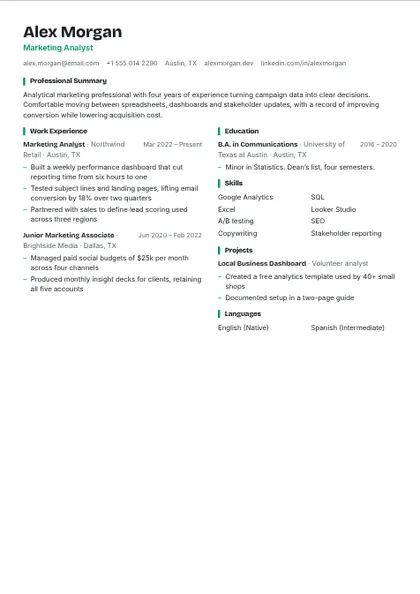 Alex Morgan
Marketing Analyst
alex.morgan@email.com +1 555 014 2290 Austin, TX alexmorgan.dev linkedin.com/in/alexmorgan
Professional Summary
Analytical marketing professional with four years of experience turning campaign data into clear decisions.
Comfortable moving between spreadsheets, dashboards and stakeholder updates, with a record of improving
conversion while lowering acquisition cost.
Work Experience
Marketing Analyst · Northwind Mar 2022 – Present
Retail · Austin, TX
– Built a weekly performance dashboard that cut
reporting time from six hours to one
– Tested subject lines and landing pages, lifting email
conversion by 18% over two quarters
– Partnered with sales to define lead scoring used
across three regions
Junior Marketing Associate · Jun 2020 – Feb 2022
Brightside Media · Dallas, TX
– Managed paid social budgets of $25k per month
across four channels
– Produced monthly insight decks for clients, retaining
all five accounts
Education
B.A. in Communications · University of 2016 – 2020
Texas at Austin · Austin, TX
– Minor in Statistics. Dean's list, four semesters.
Skills
Google Analytics SQL
Excel Looker Studio
A/B testing SEO
Copywriting Stakeholder reporting
Projects
Local Business Dashboard · Volunteer analyst
– Created a free analytics template used by 40+ small
shops
– Documented setup in a two-page guide
Languages
English (Native) Spanish (Intermediate)